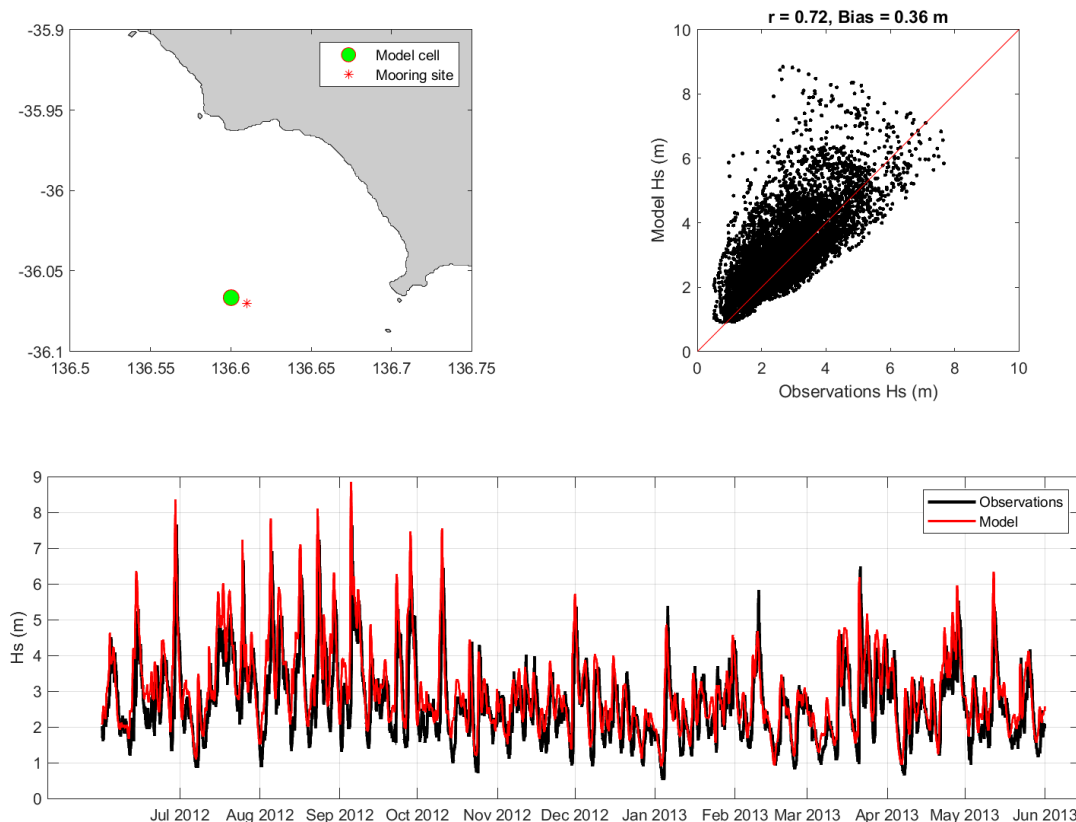 -35.9
-35.95
-36
-36.05
-36.1
136.5
136.55
136.6
136.65
136.7
136.75
Model cell
Mooring site
r = 0.72, Bias = 0.36 m
10
8
6
4
2
0
0
2
4
6
8
10
Model Hs (m)
Observations Hs (m)
9
8
7
6
5
4
3
2
1
0
Hs (m)
Observations
Model
Jul 2012
Aug 2012
Sep 2012
Oct 2012
Nov 2012
Dec 2012
Jan 2013
Feb 2013
Mar 2013
Apr 2013
May 2013
Jun 2013